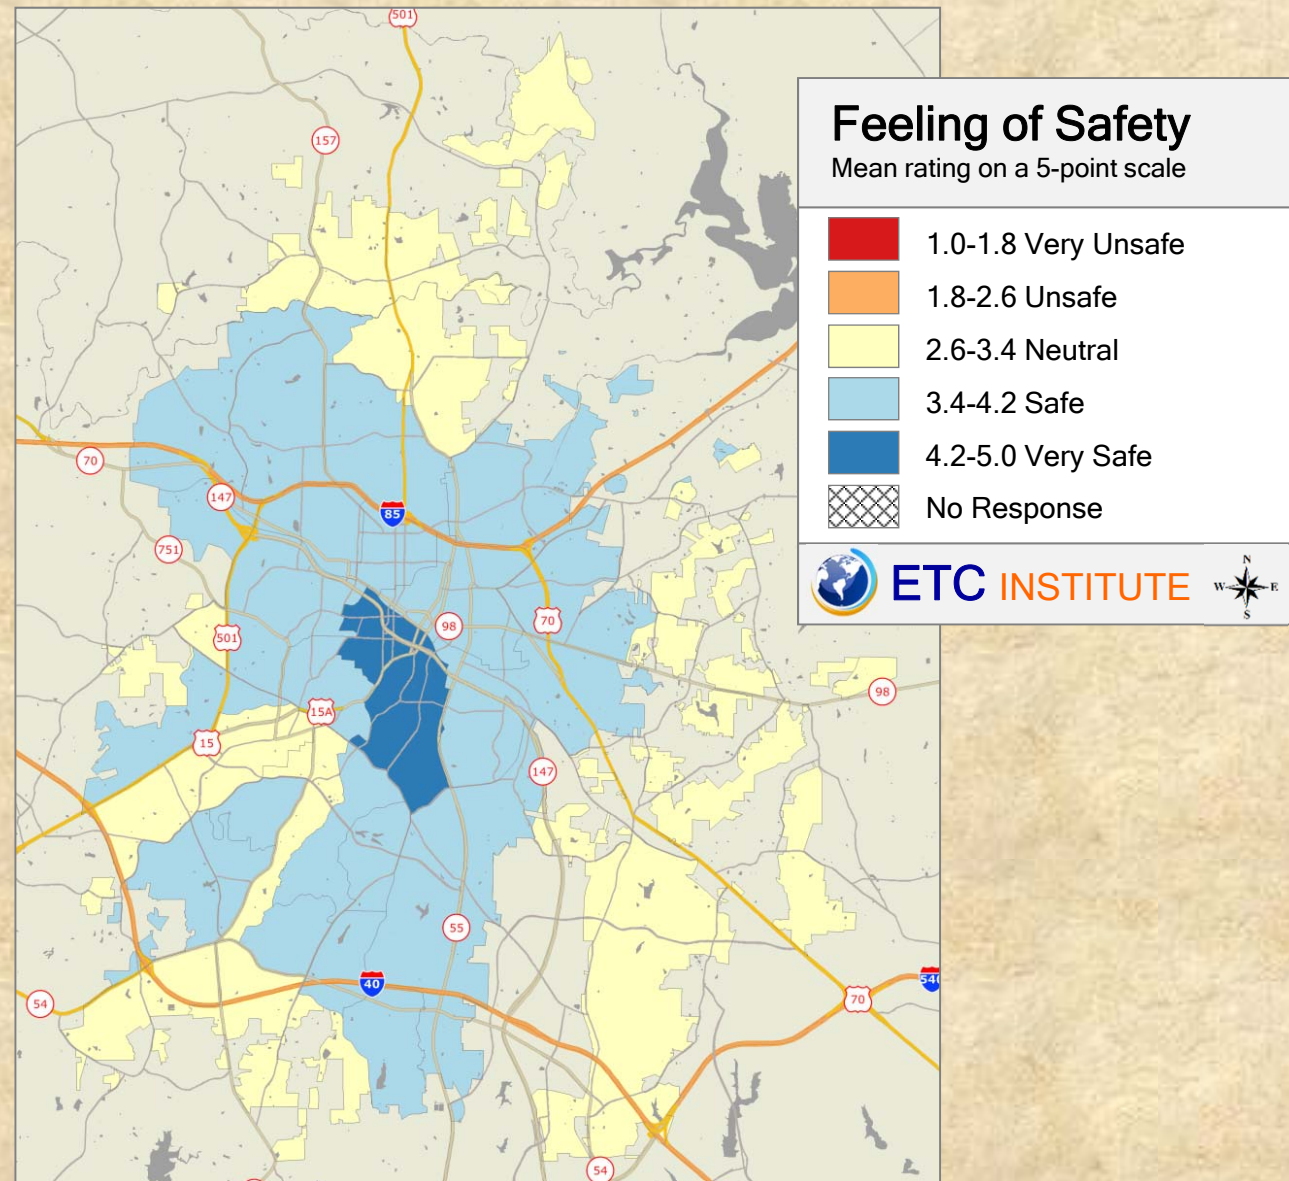 501
157
Feeling of Safety
Mean rating on a 5-point scale
1.0-1.8 Very Unsafe
1.8-2.6 Unsafe
2.6-3.4 Neutral
3.4-4.2 Safe
4.2-5.0 Very Safe
No Response
ETC INSTITUTE
N
W E
S
70
147
85
751
501
98
70
15A
15
98
147
55
40
54
70
540
54